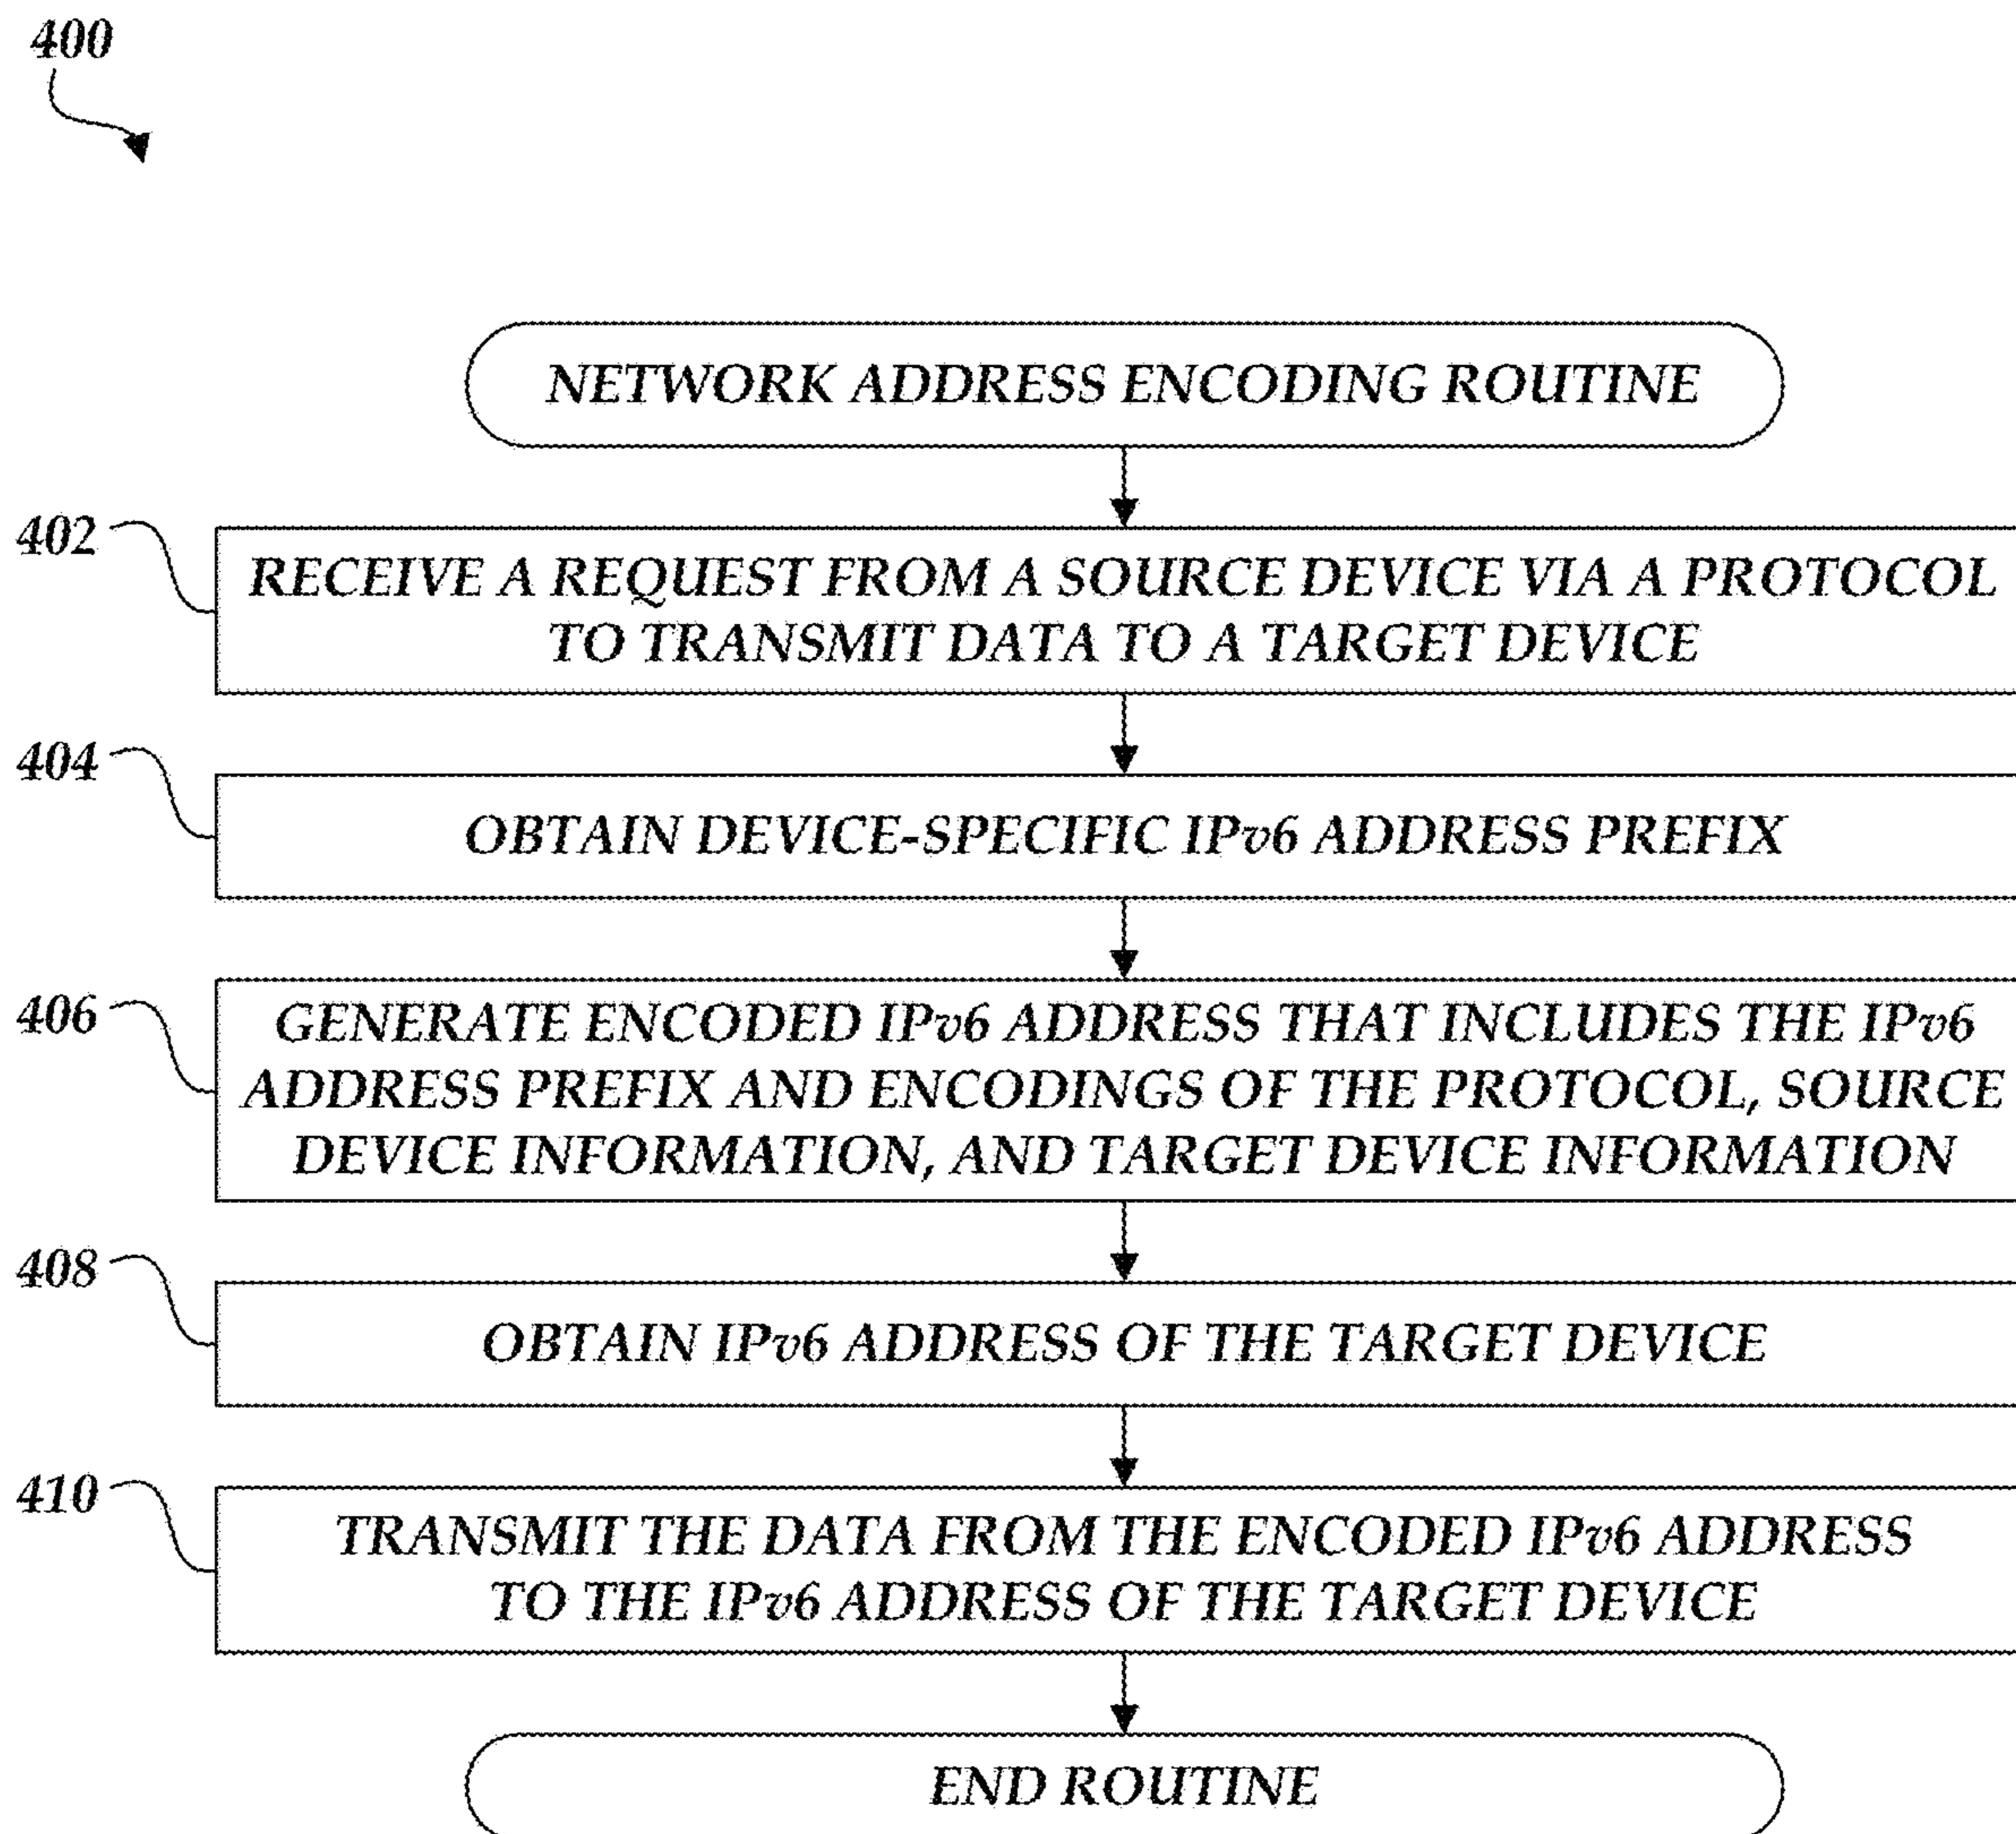 400
NETWORK ADDRESS ENCODING ROUTINE
402
RECEIVE A REQUEST FROM A SOURCE DEVICE VIA A PROTOCOL
TO TRANSMIT DATA TO A TARGET DEVICE
404
OBTAIN DEVICE-SPECIFIC IPv6 ADDRESS PREFIX
406
GENERATE ENCODED IPv6 ADDRESS THAT INCLUDES THE IPv6
ADDRESS PREFIX AND ENCODINGS OF THE PROTOCOL, SOURCE
DEVICE INFORMATION, AND TARGET DEVICE INFORMATION
408
OBTAIN IPv6 ADDRESS OF THE TARGET DEVICE
410
TRANSMIT THE DATA FROM THE ENCODED IPv6 ADDRESS
TO THE IPv6 ADDRESS OF THE TARGET DEVICE
END ROUTINE